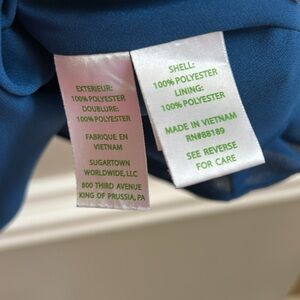 EXTERIEUR:
100% POLYESTER
DOUBLURE:
100% POLYESTER
FABRIQUE EN
VIETNAM
SUGARTOWN
WORLDWIDE, LLC
800 THIRD AVENUE
KING OF PRUSSIA, PA
SHELL:
100% POLYESTER
LINING:
100% POLYESTER
MADE IN VIETNAM
RN#88189
SEE REVERSE
FOR CARE